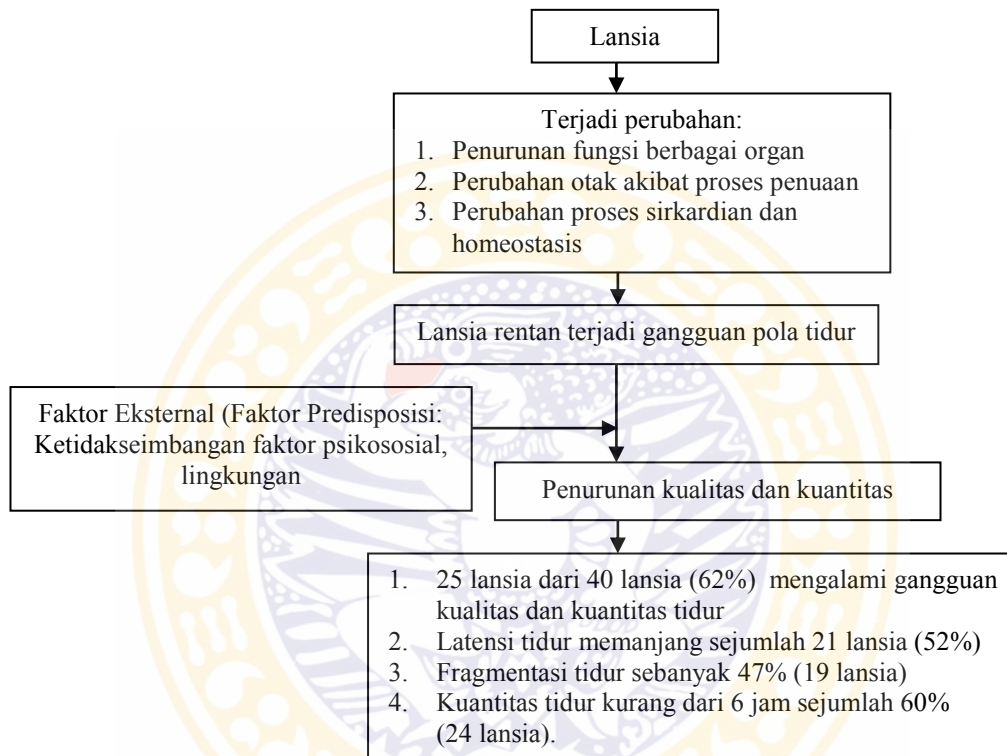 Lansia
Terjadi perubahan:
1. Penurunan fungsi berbagai organ
2. Perubahan otak akibat proses penuaan
3. Perubahan proses sirkardian dan
homeostasis
Lansia rentan terjadi gangguan pola tidur
Faktor Eksternal (Faktor Predisposisi:
Ketidakseimbangan faktor psikososial,
lingkungan
Penurunan kualitas dan kuantitas
1. 25 lansia dari 40 lansia (62%) mengalami gangguan
kualitas dan kuantitas tidur
2. Latensi tidur memanjang sejumlah 21 lansia (52%)
3. Fragmentasi tidur sebanyak 47% (19 lansia)
4. Kuantitas tidur kurang dari 6 jam sejumlah 60%
(24 lansia).